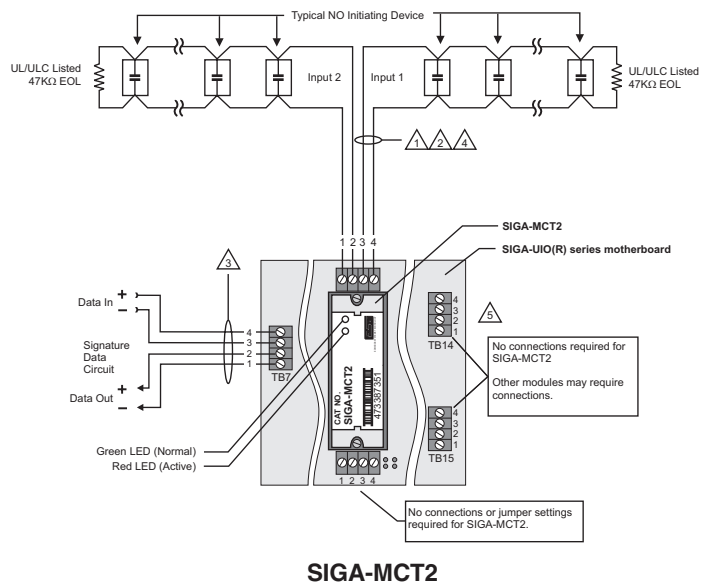 Typical NO Initiating Device
UL/ULC Listed
47KΩ EOL
Input 2
Input 1
UL/ULC Listed
47KΩ EOL
1 2 4
1 2 3 4
SIGA-MCT2
SIGA-UIO(R) series motherboard
3
Data In
+
−
Signature
Data
Circuit
+
Data Out
−
4
3
2
1
TB7
CAT NO.
SIGA-MCT2
473387351
4
3
2
1
TB14
5
No connections required for
SIGA-MCT2
Other modules may require
connections.
4
3
2
1
TB15
Green LED (Normal)
Red LED (Active)
1 2 3 4
No connections or jumper settings
required for SIGA-MCT2.
SIGA-MCT2